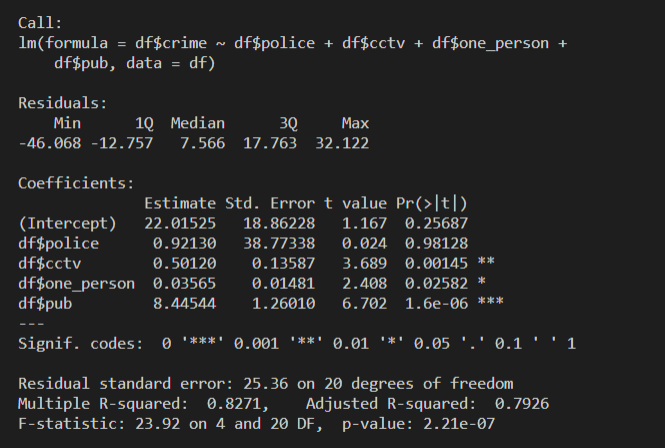 Call:
lm(formula = df$crime ~ df$police + df$cctv + df$one_person +
    df$pub, data = df)

Residuals:
    Min      1Q  Median      3Q     Max
-46.068 -12.757   7.566  17.763  32.122

Coefficients:
              Estimate Std. Error t value Pr(>|t|)
(Intercept)   22.01525   18.86228   1.167  0.25687
df$police      0.92130   38.77338   0.024  0.98128
df$cctv        0.50120    0.13587   3.689  0.00145 **
df$one_person  0.03565    0.01481   2.408  0.02582 *
df$pub         8.44544    1.26010   6.702  1.6e-06 ***
---
Signif. codes:  0 '***' 0.001 '**' 0.01 '*' 0.05 '.' 0.1 ' ' 1

Residual standard error: 25.36 on 20 degrees of freedom
Multiple R-squared:  0.8271,    Adjusted R-squared:  0.7926
F-statistic: 23.92 on 4 and 20 DF,  p-value: 2.21e-07